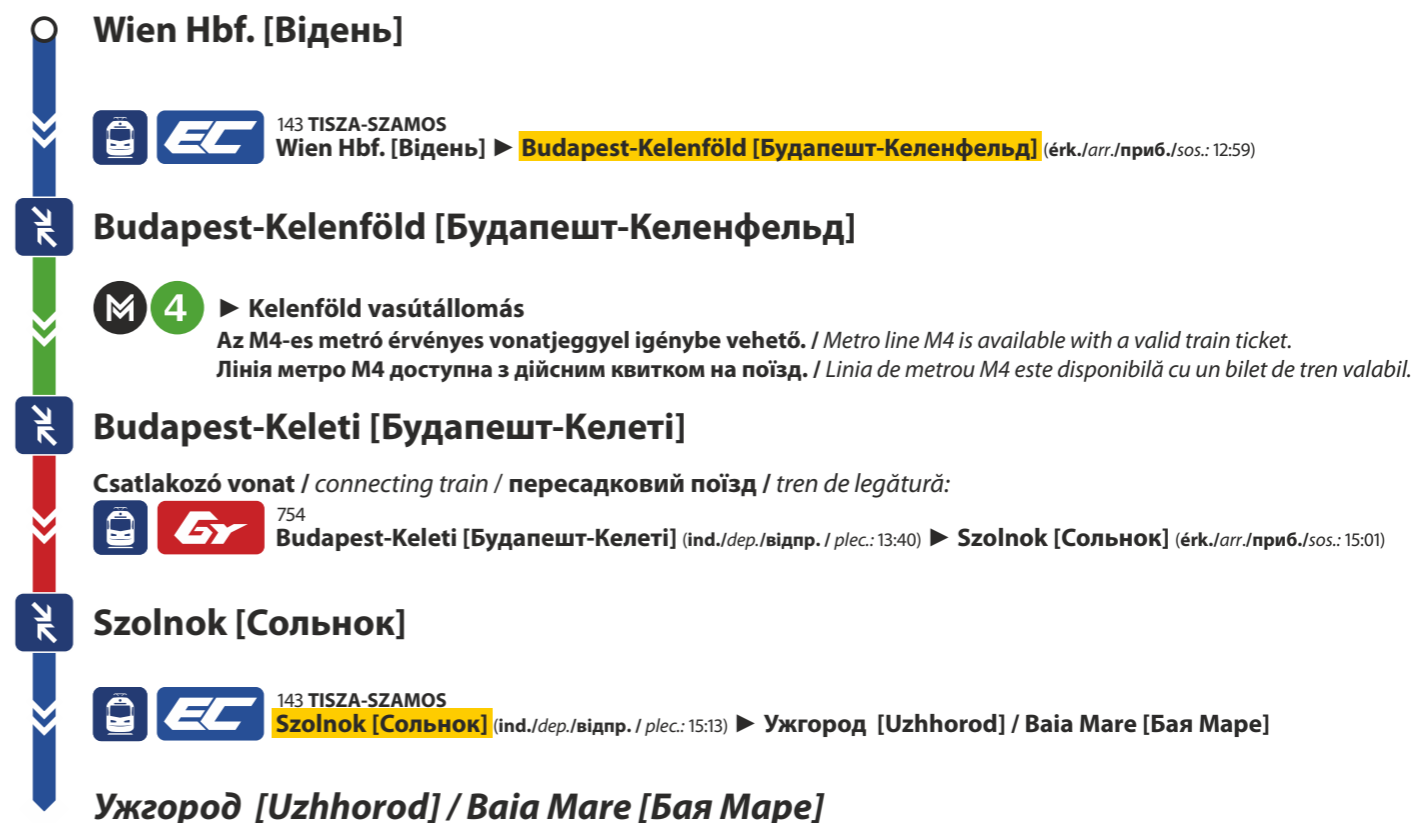 Wien Hbf. [Відень]
EC 143 TISZA-SZAMOS
Wien Hbf. [Відень] ► Budapest-Kelenföld [Будапешт-Келенфельд] (érk./arr./приб./sos.: 12:59)
Budapest-Kelenföld [Будапешт-Келенфельд]
M 4 ► Kelenföld vasútállomás
Az M4-es metró érvényes vonatjeggyel igénybe vehető. / Metro line M4 is available with a valid train ticket.
Лінія метро М4 доступна з дійсним квитком на поїзд. / Linia de metrou M4 este disponibilă cu un bilet de tren valabil.
Budapest-Keleti [Будапешт-Келеті]
Csatlakozó vonat / connecting train / пересадковий поїзд / tren de legătură:
Gy 754
Budapest-Keleti [Будапешт-Келеті] (ind./dep./відпр. / plec.: 13:40) ► Szolnok [Сольнок] (érk./arr./приб./sos.: 15:01)
Szolnok [Сольнок]
EC 143 TISZA-SZAMOS
Szolnok [Сольнок] (ind./dep./відпр. / plec.: 15:13) ► Ужгород [Uzhhorod] / Baia Mare [Бая Маре]
Ужгород [Uzhhorod] / Baia Mare [Бая Маре]